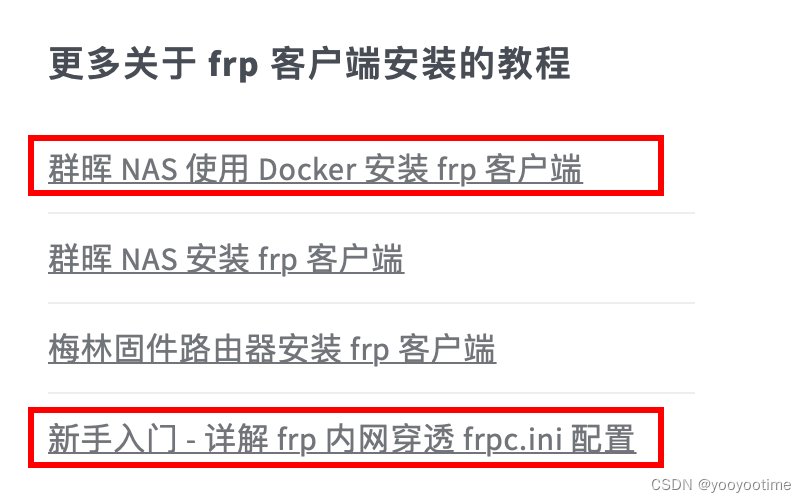 更多关于 frp 客户端安装的教程
群晖 NAS 使用 Docker 安装 frp 客户端
群晖 NAS 安装 frp 客户端
梅林固件路由器安装 frp 客户端
新手入门 - 详解 frp 内网穿透 frpc.ini 配置
CSDN @yooyootime